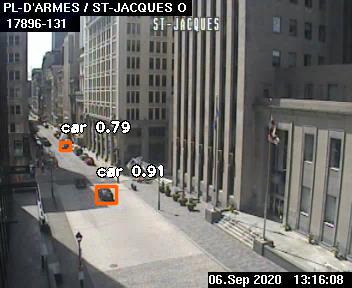 PL-D'ARMES / ST-JACQUES O
17896-131
ST-JACQUES
car 0.79
car 0.91
06.Sep 2020 13:16:08